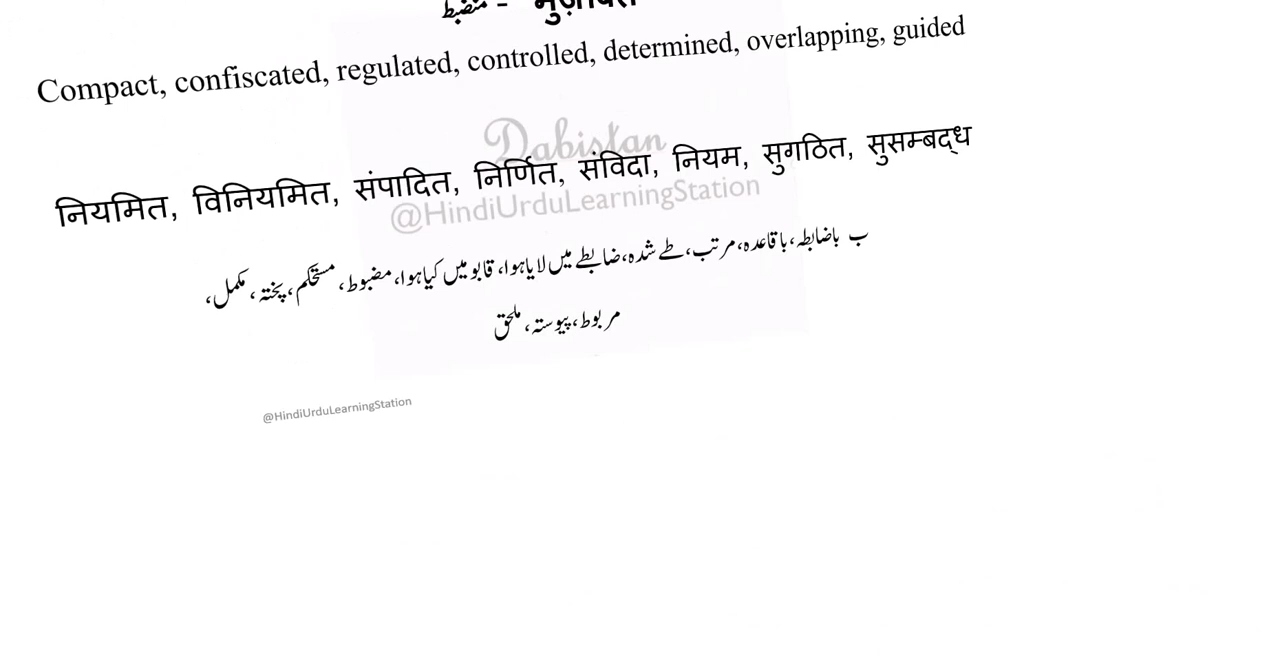 Compact, confiscated, regulated, controlled, determined, overlapping, guided
Dabistan
नियमित, विनियमित, संपादित, निर्णित, संविदा, नियम, सुगठित, सुसम्बद्ध
@HindiUrduLearningStation
ب باضابطہ، باقاعدہ، مرتب، طے شدہ، ضابطے میں لایا ہوا، قابو میں کیا ہوا، مضبوط، مستحکم، پختہ، مکمل،
مربوط، پیوستہ، ملحق
@HindiUrduLearningStation